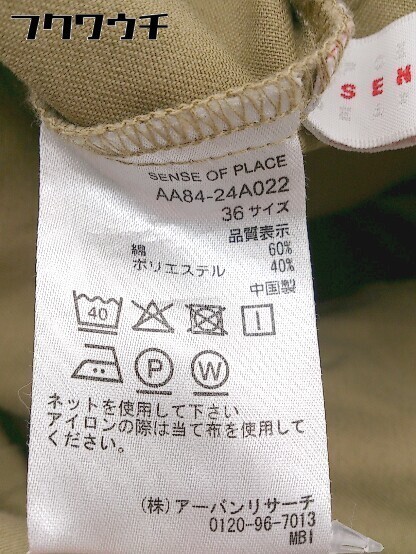 フクワウチ
SEN
SENSE OF PLACE
AA84-24A022
36 サイズ
品質表示
綿 60%
ポリエステル 40%
中国製
40
P W
ネットを使用して下さい
アイロンの際は当て布を使用して
ください。
(株) アーバンリサーチ
0120-96-7013
MBI